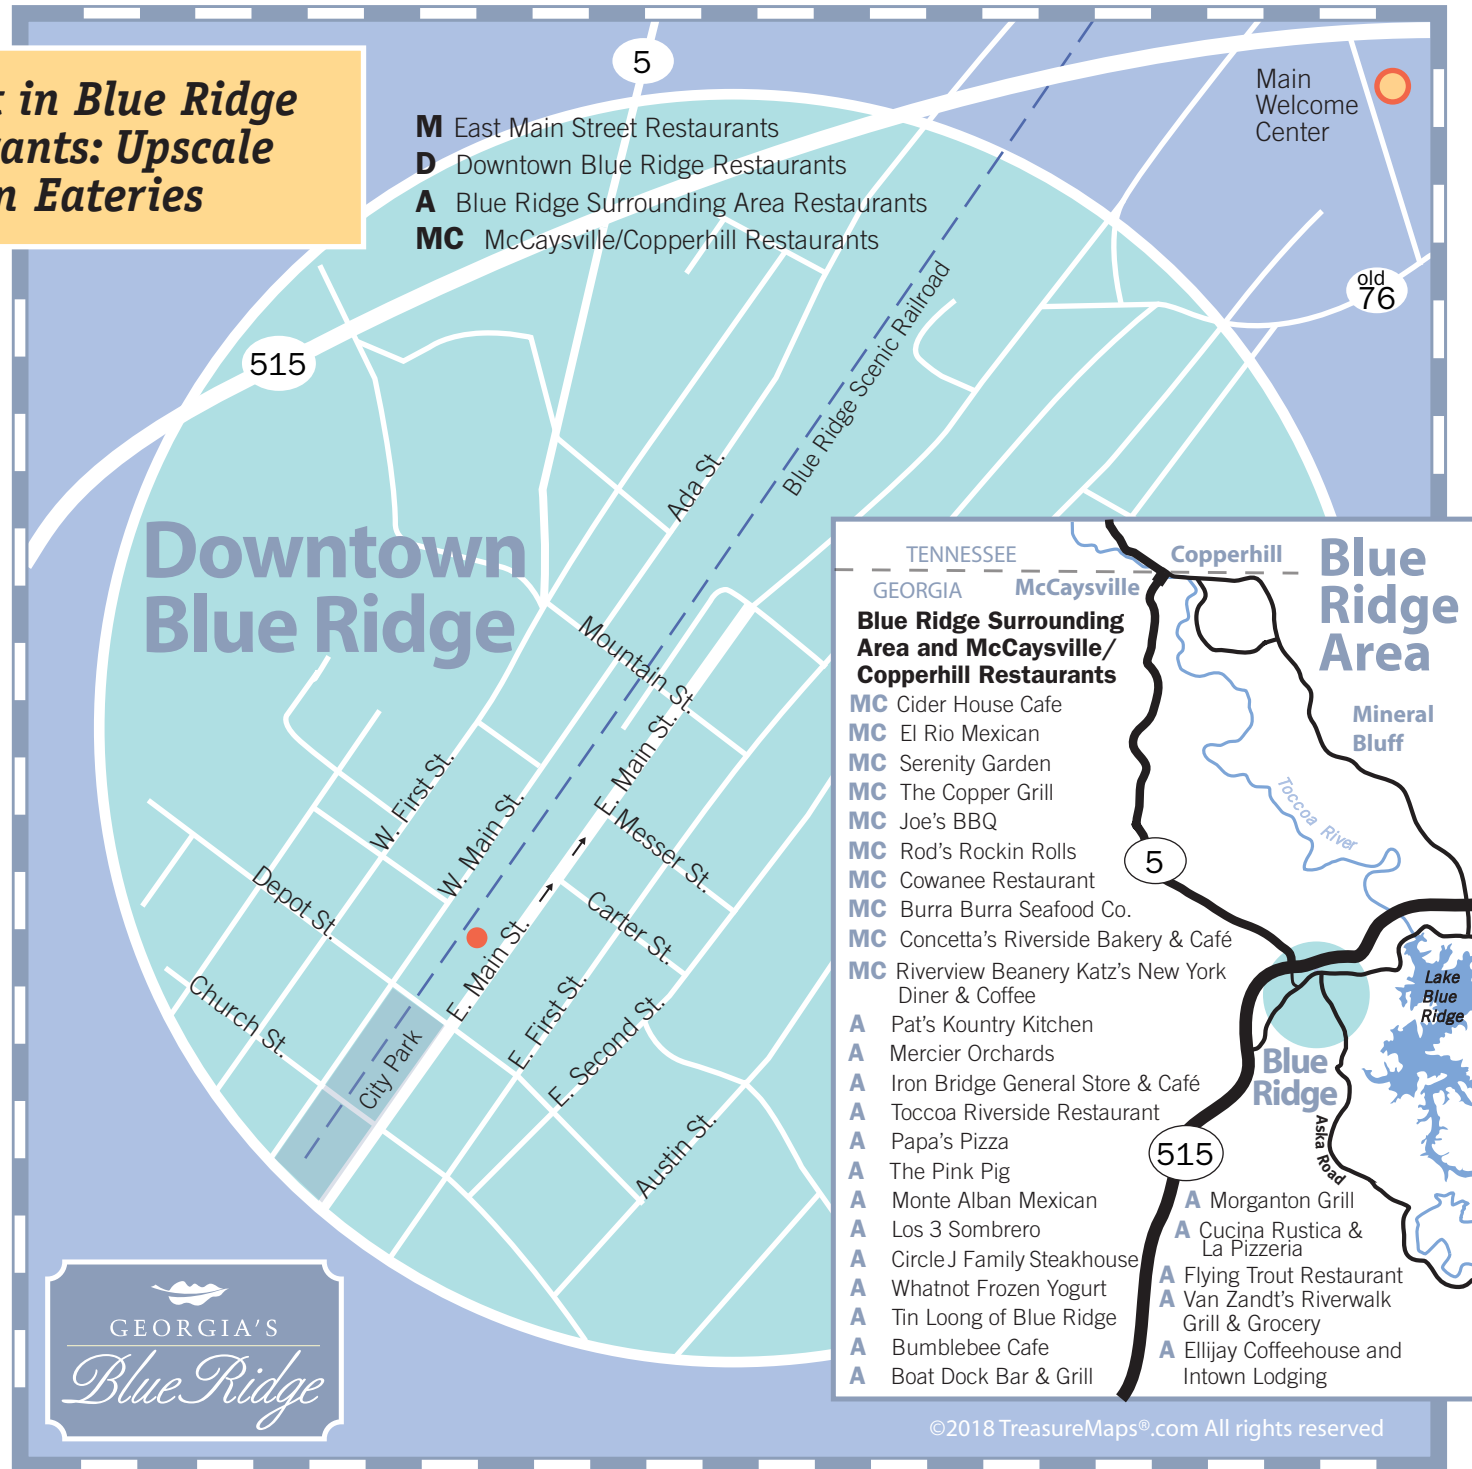 in Blue Ridge
ants: Upscale
n Eateries
5
M East Main Street Restaurants
D Downtown Blue Ridge Restaurants
A Blue Ridge Surrounding Area Restaurants
MC McCaysville/Copperhill Restaurants
Main
Welcome
Center
old
76
515
Blue Ridge Scenic Railroad
Ada St.
Downtown
Blue Ridge
Mountain St.
E. Main St.
W. First St.
W. Main St.
E. Messer St.
Depot St.
Carter St.
E. Main St.
Church St.
E. First St.
E. Second St.
City Park
Austin St.
TENNESSEE
Copperhill
GEORGIA
McCaysville
Blue
Ridge
Area
Blue Ridge Surrounding
Area and McCaysville/
Copperhill Restaurants
MC Cider House Cafe
MC El Rio Mexican
MC Serenity Garden
MC The Copper Grill
MC Joe's BBQ
MC Rod's Rockin Rolls
MC Cowanee Restaurant
MC Burra Burra Seafood Co.
MC Concetta's Riverside Bakery & Café
MC Riverview Beanery Katz's New York
Diner & Coffee
A Pat's Kountry Kitchen
A Mercier Orchards
A Iron Bridge General Store & Café
A Toccoa Riverside Restaurant
A Papa's Pizza
A The Pink Pig
A Monte Alban Mexican
A Los 3 Sombrero
A Circle J Family Steakhouse
A Whatnot Frozen Yogurt
A Tin Loong of Blue Ridge
A Bumblebee Cafe
A Boat Dock Bar & Grill
A Morganton Grill
A Cucina Rustica &
La Pizzeria
A Flying Trout Restaurant
A Van Zandt's Riverwalk
Grill & Grocery
A Ellijay Coffeehouse and
Intown Lodging
Mineral
Bluff
Toccoa River
5
Lake
Blue
Ridge
Blue
Ridge
Aska Road
515
GEORGIA'S
Blue Ridge
©2018 TreasureMaps®.com All rights reserved